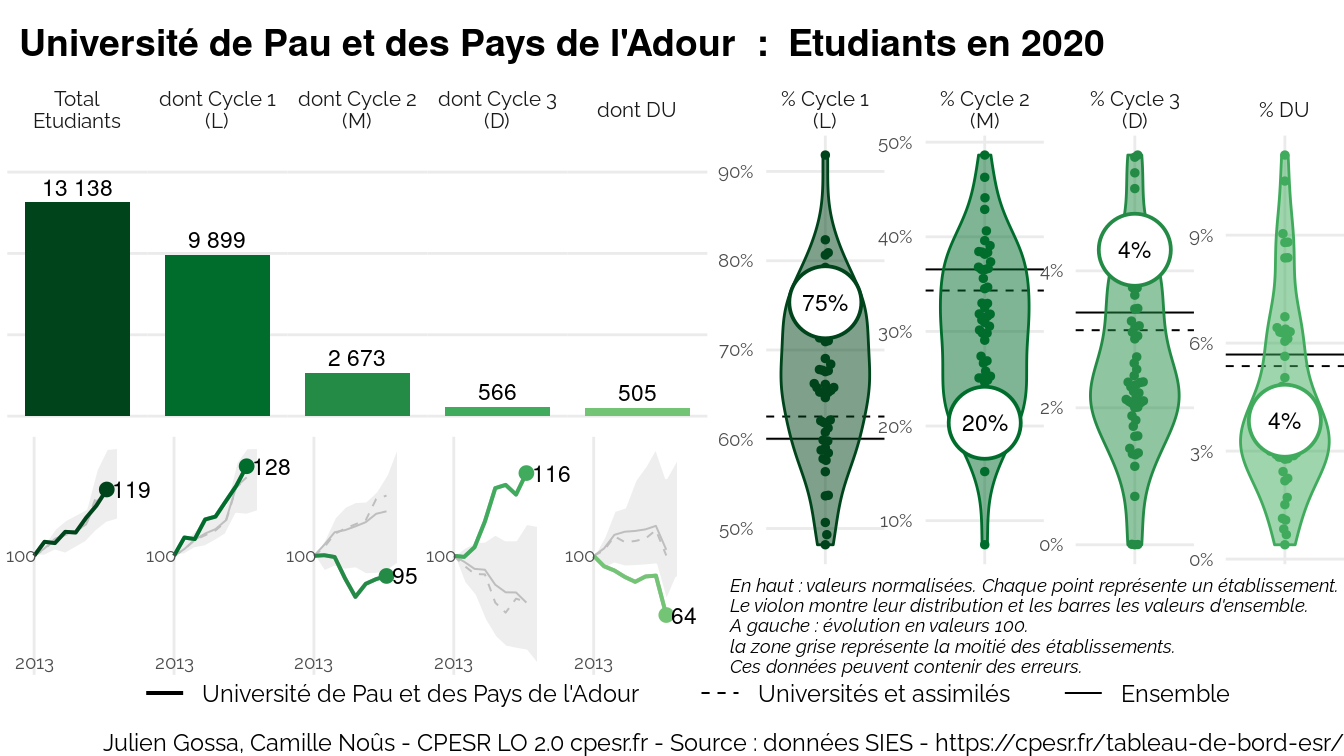 Université de Pau et des Pays de l'Adour : Etudiants en 2020
Total
Etudiants
dont Cycle 1
(L)
dont Cycle 2
(M)
dont Cycle 3
(D)
dont DU
13 138
9 899
2 673
566
505
119
100
2013
128
100
2013
95
100
2013
116
100
2013
64
100
2013
% Cycle 1
(L)
90%
80%
75%
70%
60%
50%
% Cycle 2
(M)
50%
40%
30%
20%
20%
10%
% Cycle 3
(D)
4%
4%
2%
0%
% DU
9%
6%
4%
3%
0%
En haut : valeurs normalisées. Chaque point représente un établissement.
Le violon montre leur distribution et les barres les valeurs d'ensemble.
A gauche : évolution en valeurs 100.
la zone grise représente la moitié des établissements.
Ces données peuvent contenir des erreurs.
Université de Pau et des Pays de l'Adour
Universités et assimilés
Ensemble
Julien Gossa, Camille Noûs - CPESR LO 2.0 cpesr.fr - Source : données SIES - https://cpesr.fr/tableau-de-bord-esr/